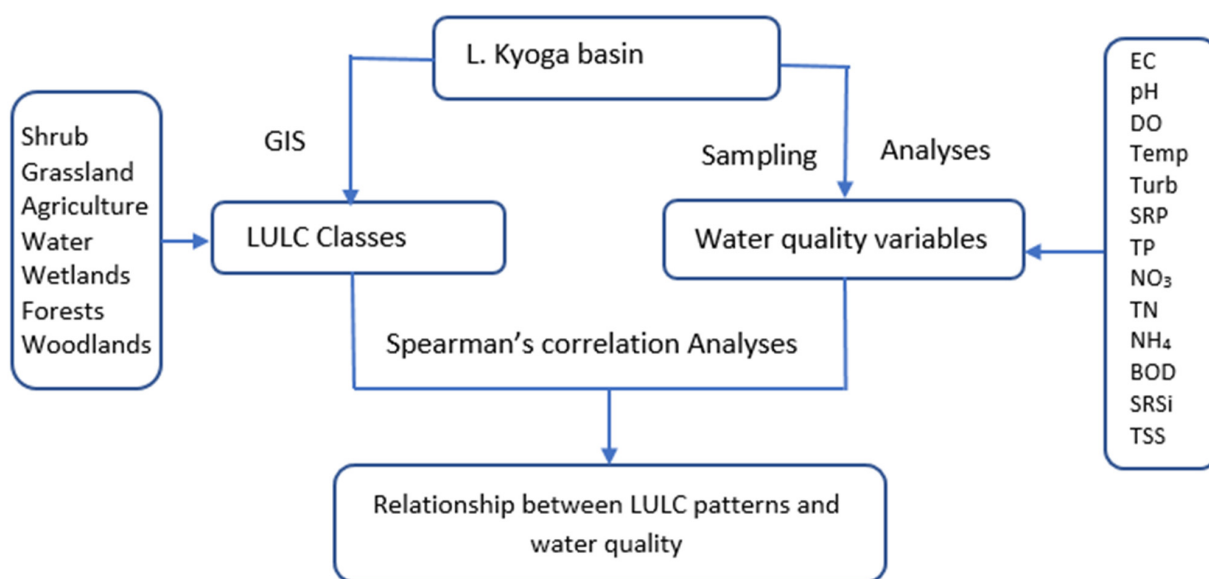 L. Kyoga basin
GIS
Sampling
Analyses
Shrub
Grassland
Agriculture
Water
Wetlands
Forests
Woodlands
LULC Classes
Water quality variables
EC
pH
DO
Temp
Turb
SRP
TP
NO₃
TN
NH₄
BOD
SRSi
TSS
Spearman’s correlation Analyses
Relationship between LULC patterns and
water quality